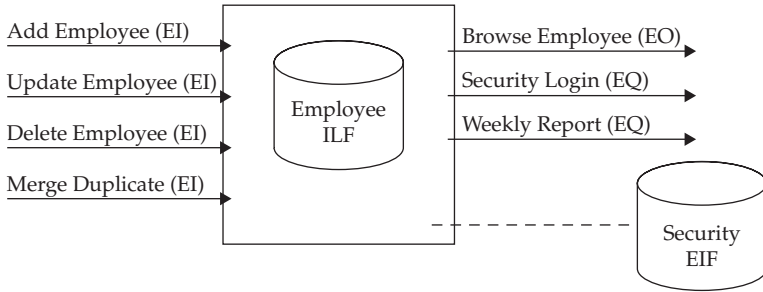 Add Employee (EI)
Update Employee (EI)
Delete Employee (EI)
Merge Duplicate (EI)
Employee
ILF
Browse Employee (EO)
Security Login (EQ)
Weekly Report (EQ)
Security
EIF